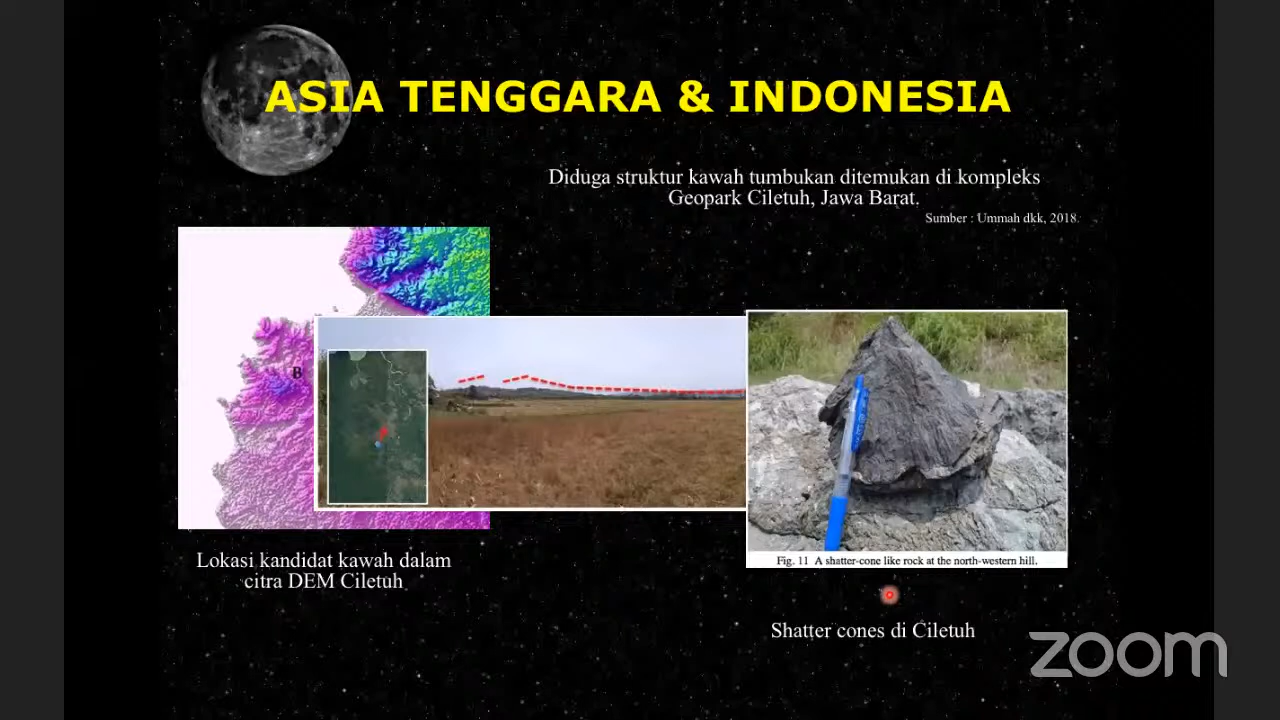 ASIA TENGGARA & INDONESIA
Diduga struktur kawah tumbukan ditemukan di kompleks
Geopark Ciletuh, Jawa Barat.
Sumber : Ummah dkk, 2018.
B
Fig. 11 A shatter-cone like rock at the north-western hill.
Lokasi kandidat kawah dalam
citra DEM Ciletuh
Shatter cones di Ciletuh
zoom